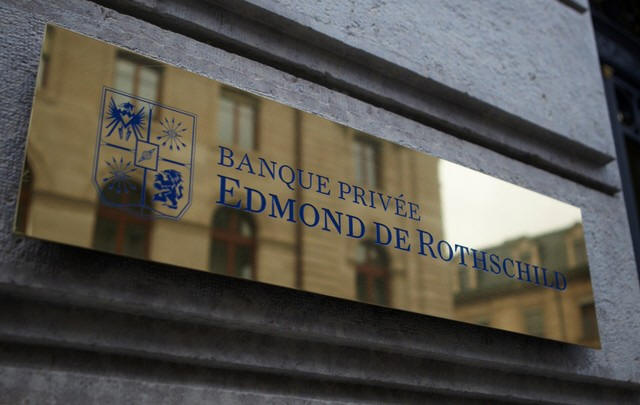 BANQUE PRIVÉE
EDMOND DE ROTHSCHILD